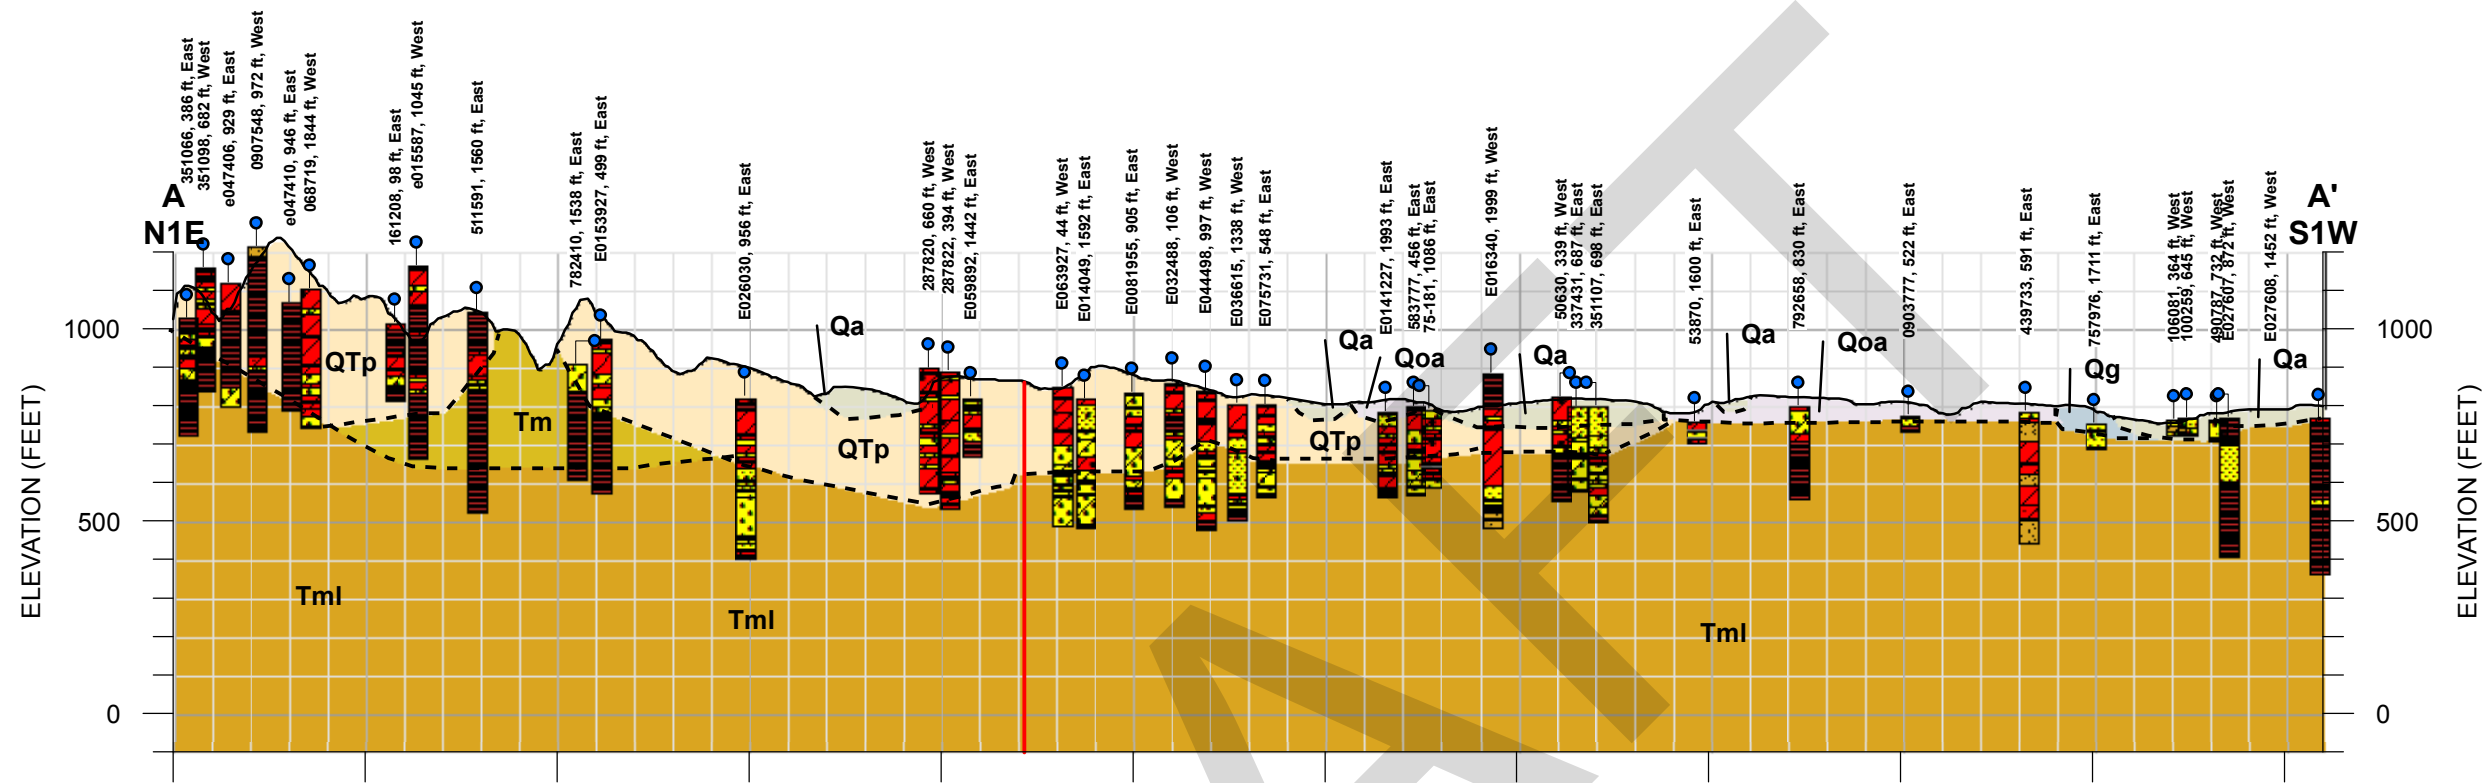 A
N1E
A'
S1W
351066, 386 ft, East
351098, 682 ft, West
e047406, 929 ft, East
0907548, 972 ft, West
e047410, 946 ft, East
068719, 1844 ft, West
161208, 98 ft, East
e015587, 1045 ft, West
511591, 1560 ft, East
782410, 1538 ft, East
E0153927, 499 ft, East
E026030, 956 ft, East
287820, 660 ft, West
287822, 394 ft, West
E059892, 1442 ft, East
E063927, 44 ft, West
E014049, 1592 ft, East
E0081955, 905 ft, East
E032488, 106 ft, West
E044498, 997 ft, West
E036615, 1338 ft, West
E075731, 548 ft, East
E0141227, 1993 ft, East
583777, 456 ft, East
75-181, 1086 ft, East
E016340, 1999 ft, West
50630, 339 ft, West
337431, 687 ft, East
351107, 698 ft, East
53870, 1600 ft, East
792658, 830 ft, East
0903777, 522 ft, East
439733, 591 ft, East
757976, 1711 ft, East
106081, 364 ft, West
100259, 645 ft, West
490787, 732 ft, West
E027607, 872 ft, West
E027608, 1452 ft, West
ELEVATION (FEET)
1000
500
0
QTp
Tm
Tml
Qa
QTp
Tml
Qa
Qoa
QTp
Qa
Qa
Qoa
Tml
Qg
Qa
1000
500
0
ELEVATION (FEET)